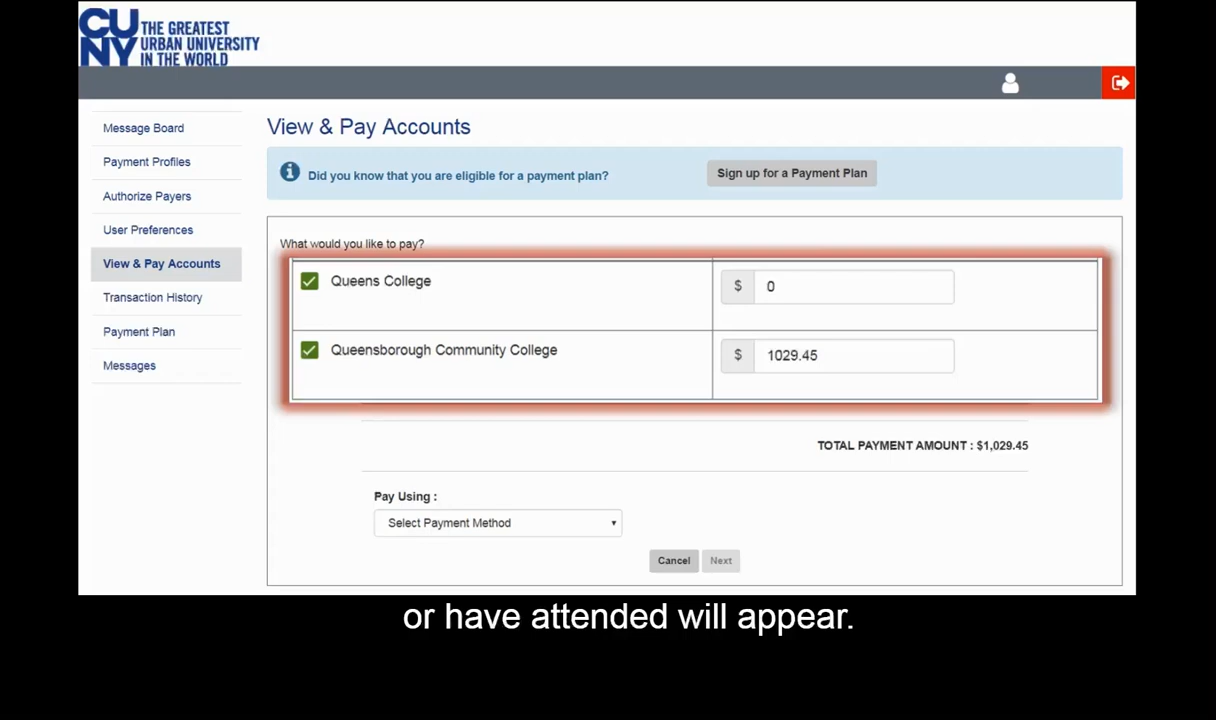 CU
NY
THE GREATEST
URBAN UNIVERSITY
IN THE WORLD
Message Board
Payment Profiles
Authorize Payers
User Preferences
View & Pay Accounts
Transaction History
Payment Plan
Messages
View & Pay Accounts
Did you know that you are eligible for a payment plan?
Sign up for a Payment Plan
What would you like to pay?
Queens College
$ 0
Queensborough Community College
$ 1029.45
TOTAL PAYMENT AMOUNT : $1,029.45
Pay Using :
Select Payment Method
Cancel Next
or have attended will appear.